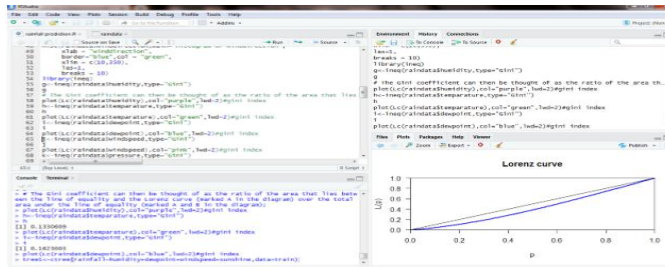 RStudio
File Edit Code View Plots Session Build Debug Profile Tools Help
Go to file/function
Addins
rainfall prediction.R
raindata
Source on Save
Run
Source
xlab = "winddirection",
border="blue",col = "green",
xlim = c(10,350),
las=1,
breaks = 10)
library(ineq)
g<-ineq(raindata$humidity,type="Gini")
g
# The Gini coefficient can then be thought of as the ratio of the area that lies
plot(Lc(raindata$humidity),col="purple",lwd=2)#gini index
h<-ineq(raindata$temparature,type="Gini")
h
plot(Lc(raindata$temparature),col="green",lwd=2)#gini index
i<-ineq(raindata$dewpoint,type="Gini")
i
plot(Lc(raindata$dewpoint),col="blue",lwd=2)#gini index
j<-ineq(raindata$windspeed,type="Gini")
plot(Lc(raindata$windspeed),col="pink",lwd=2)#gini index
k<-ineq(raindata$pressure,type="Gini")
(Top Level)
R Script
Console Terminal
> # The Gini coefficient can then be thought of as the ratio of the area that lies betw
een the line of equality and the Lorenz curve (marked A in the diagram) over the total
area under the line of equality (marked A and B in the diagram);
> plot(Lc(raindata$humidity),col="purple",lwd=2)#gini index
> h<-ineq(raindata$temparature,type="Gini")
> h
[1] 0.1330609
> plot(Lc(raindata$temparature),col="green",lwd=2)#gini index
> i<-ineq(raindata$dewpoint,type="Gini")
> i
[1] 0.1023003
> plot(Lc(raindata$dewpoint),col="blue",lwd=2)#gini index
Environment History Connections
To Console To Source
las=1,
breaks = 10)
library(ineq)
g<-ineq(raindata$humidity,type="Gini")
g
# The Gini coefficient can then be thought of as the ratio of the area th
plot(Lc(raindata$humidity),col="purple",lwd=2)#gini index
h<-ineq(raindata$temparature,type="Gini")
h
plot(Lc(raindata$temparature),col="green",lwd=2)#gini index
i<-ineq(raindata$dewpoint,type="Gini")
i
plot(Lc(raindata$dewpoint),col="blue",lwd=2)#gini index
Files Plots Packages Help Viewer
Zoom Export Publish
Lorenz curve
L(p)
1.0
0.8
0.6
0.4
0.2
0.0
0.0 0.2 0.4 0.6 0.8 1.0
p